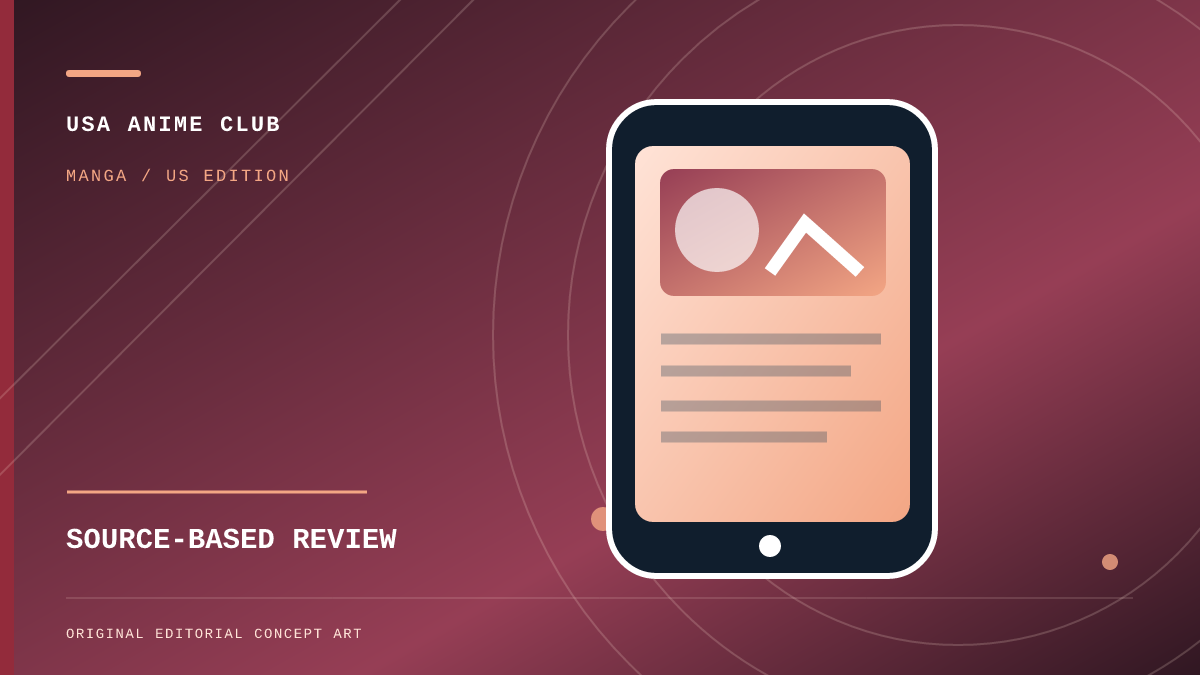 USA ANIME CLUB
MANGA / US EDITION
SOURCE-BASED REVIEW
ORIGINAL EDITORIAL CONCEPT ART